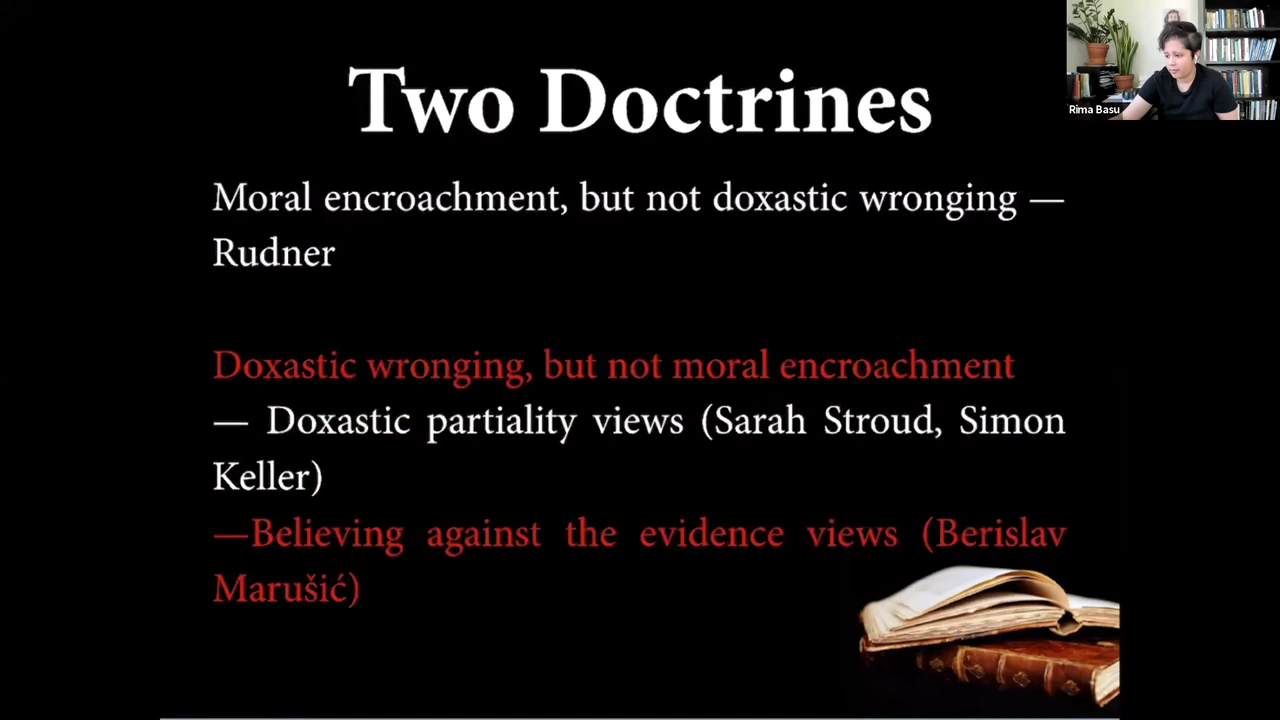 Two Doctrines
Rima Basu
Moral encroachment, but not doxastic wronging —
Rudner
Doxastic wronging, but not moral encroachment
— Doxastic partiality views (Sarah Stroud, Simon
Keller)
—Believing against the evidence views (Berislav
Marušić)